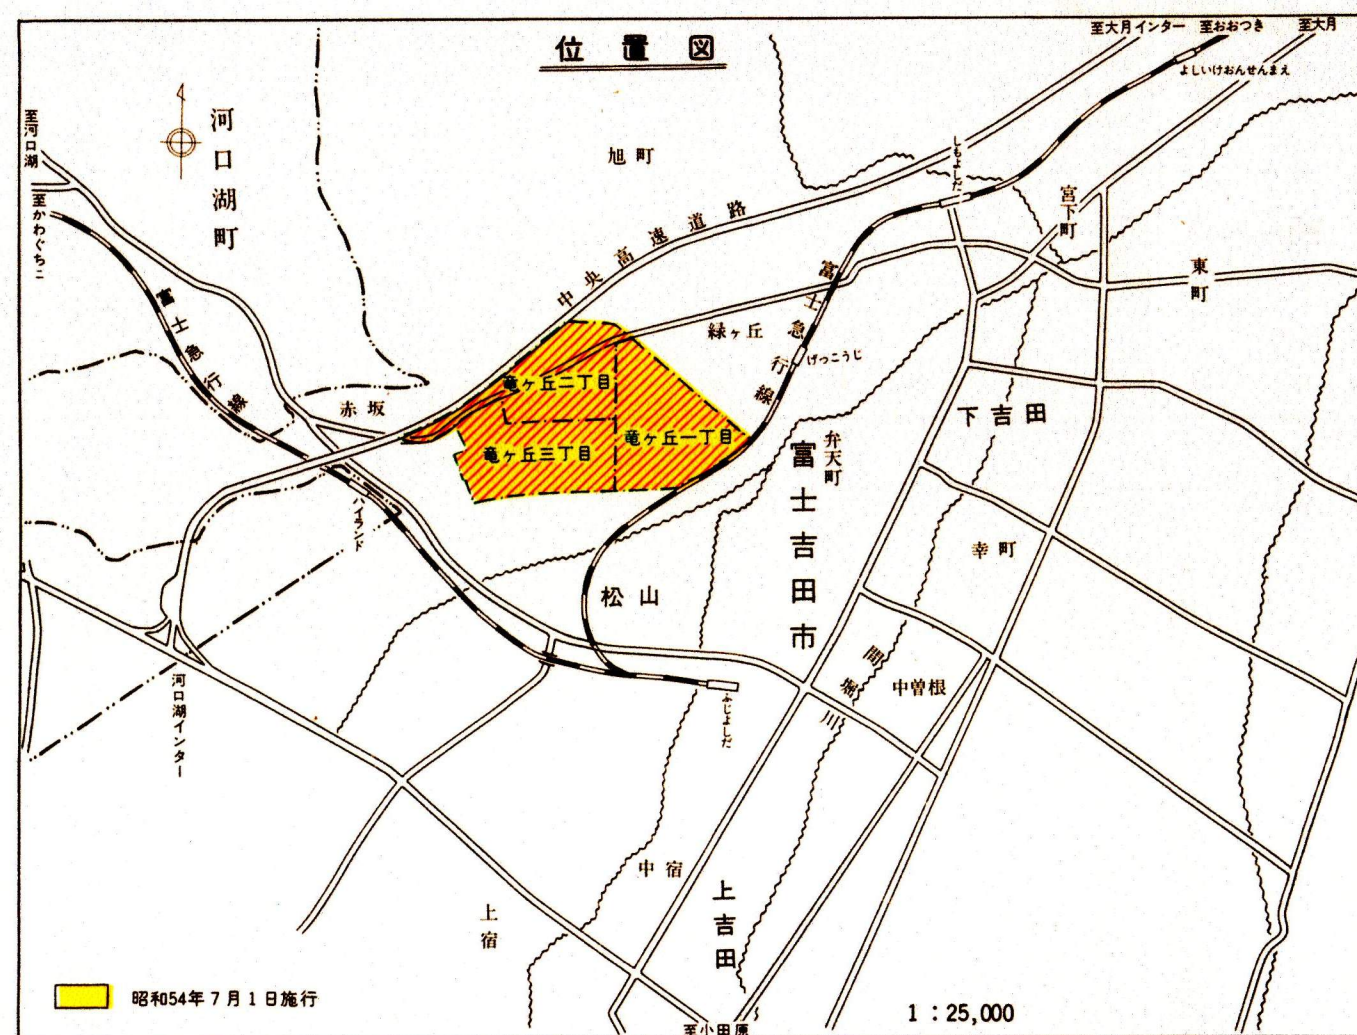 位置図
至大月インター
至おおつき
至大月
よしいけおんせんまえ
至河口湖
河口湖町
旭町
しもよしだ
宮下町
至かわぐちこ
中央高速道路
東町
富士急行線
富士急行線
緑ヶ丘
げっこうじ
竜ヶ丘二丁目
赤坂
下吉田
竜ヶ丘一丁目
弁天町
竜ヶ丘三丁目
富士吉田市
ハイランド
幸町
松山
間堀川
中曽根
河口湖インター
ふじよしだ
中宿
上吉田
上宿
昭和54年7月1日施行
1:25,000
至小田原